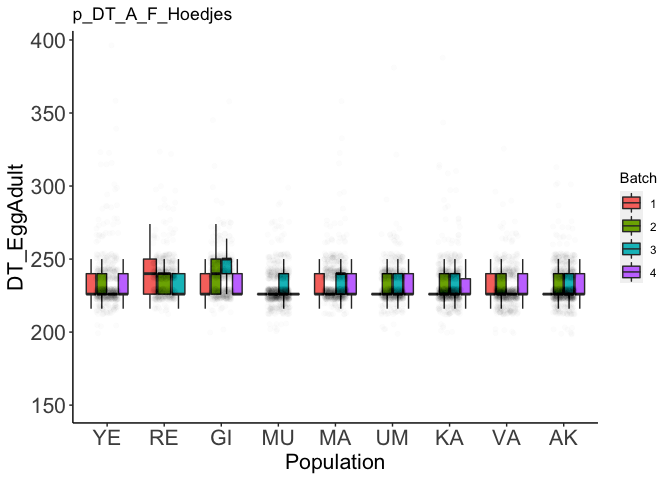 p_DT_A_F_Hoedjes
400
350
300
250
200
150
DT_EggAdult
YE RE GI MU MA UM KA VA AK
Population
Batch
1
2
3
4